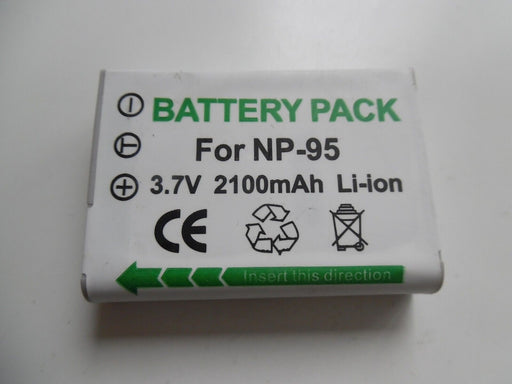 BATTERY PACK
For NP-95
3.7V 2100mAh Li-ion
CE
Insert this direction